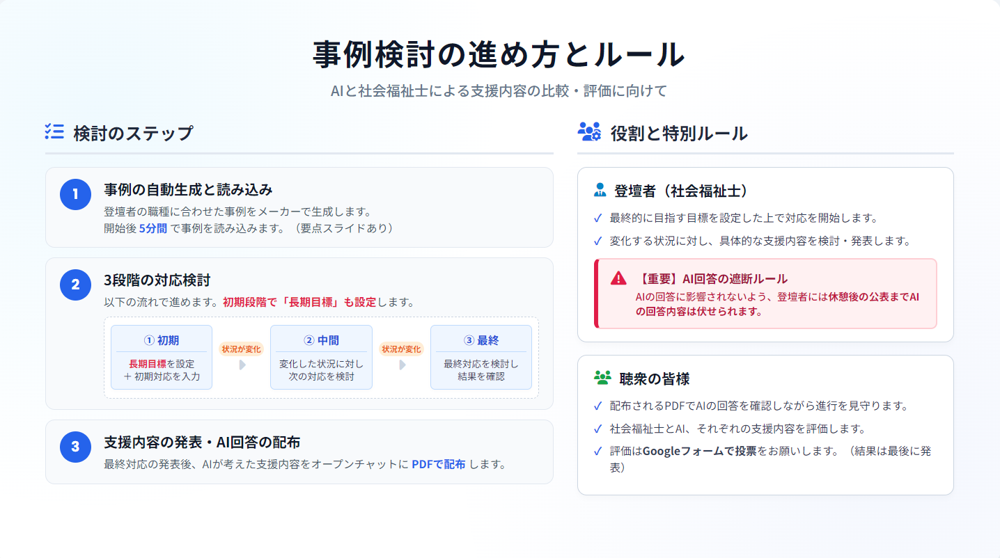 事例検討の進め方とルール
AIと社会福祉士による支援内容の比較・評価に向けて
検討のステップ
1
事例の自動生成と読み込み
登壇者の職種に合わせた事例をメーカーで生成します。
開始後 5分間 で事例を読み込みます。（要点スライドあり）
2
3段階の対応検討
以下の流れで進めます。初期段階で「長期目標」も設定します。
① 初期
長期目標を設定
＋ 初期対応を入力
状況が変化
② 中間
変化した状況に対し
次の対応を検討
状況が変化
③ 最終
最終対応を検討し
結果を確認
3
支援内容の発表・AI回答の配布
最終対応の発表後、AIが考えた支援内容をオープンチャットに PDFで配布 します。
役割と特別ルール
登壇者（社会福祉士）
✓ 最終的に目指す目標を設定した上で対応を開始します。
✓ 変化する状況に対し、具体的な支援内容を検討・発表します。
【重要】AI回答の遮断ルール
AIの回答に影響されないよう、登壇者には休憩後の公表までAI
の回答内容は伏せられます。
聴衆の皆様
✓ 配布されるPDFでAIの回答を確認しながら進行を見守ります。
✓ 社会福祉士とAI、それぞれの支援内容を評価します。
✓ 評価はGoogleフォームで投票をお願いします。（結果は最後に発
表）